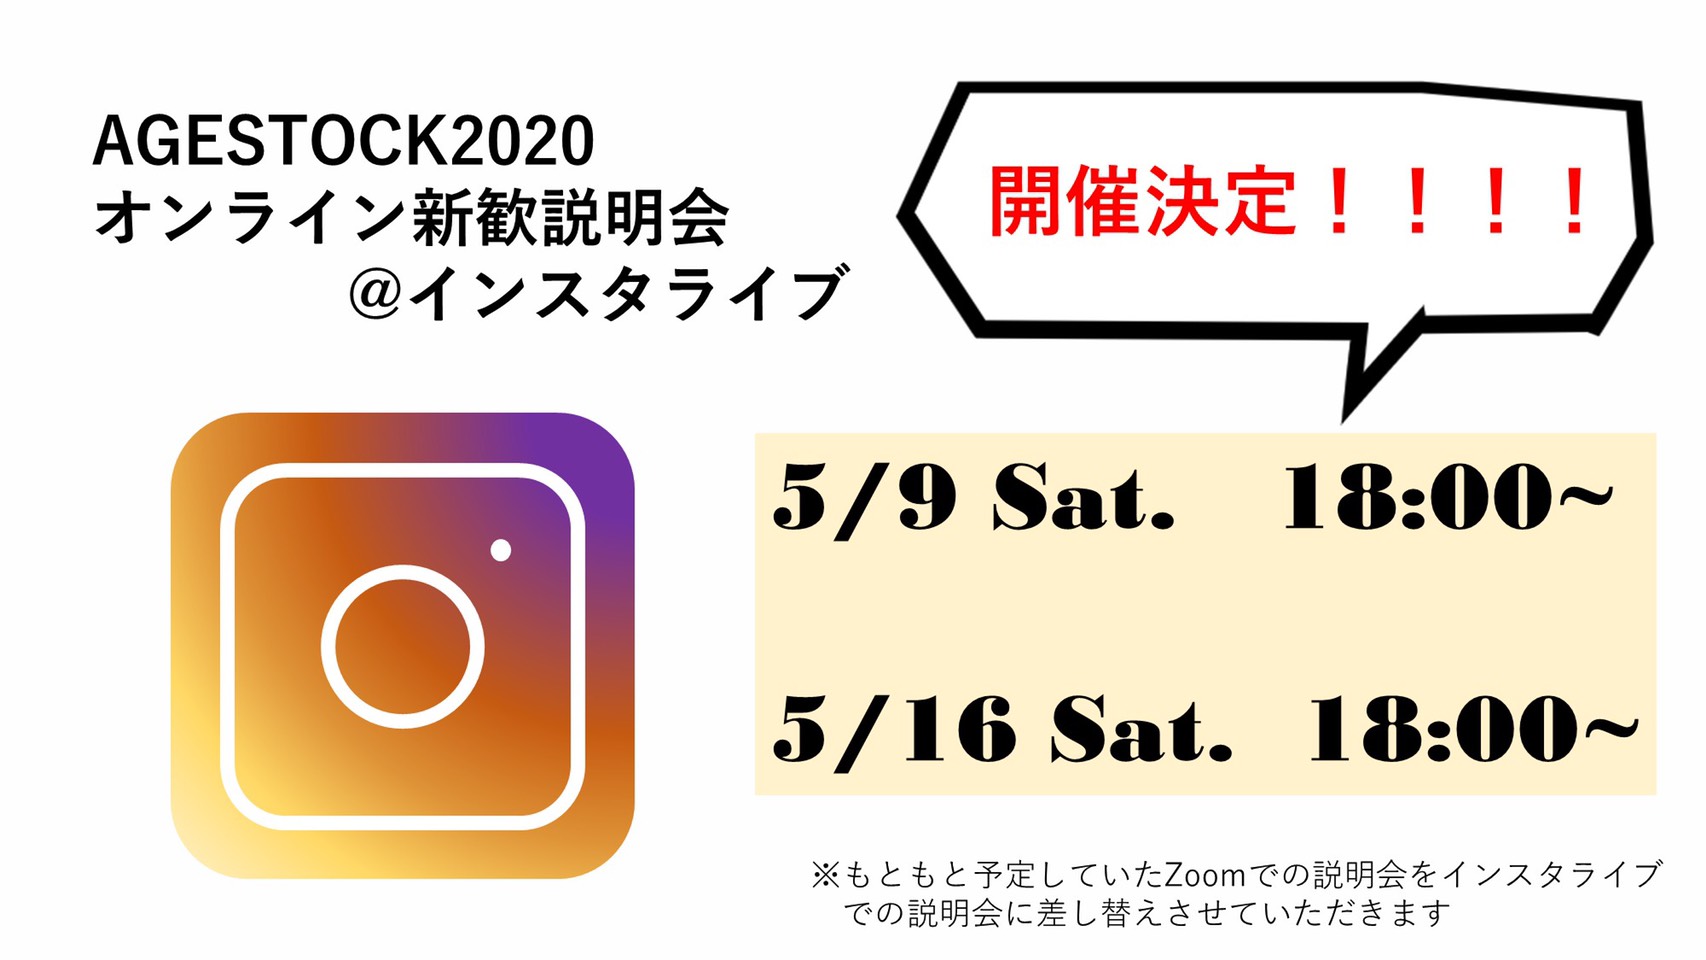 AGESTOCK2020
オンライン新歓説明会
@インスタライブ
開催決定！！！！
5/9 Sat. 18:00~
5/16 Sat. 18:00~
※もともと予定していたZoomでの説明会をインスタライブ
での説明会に差し替えさせていただきます